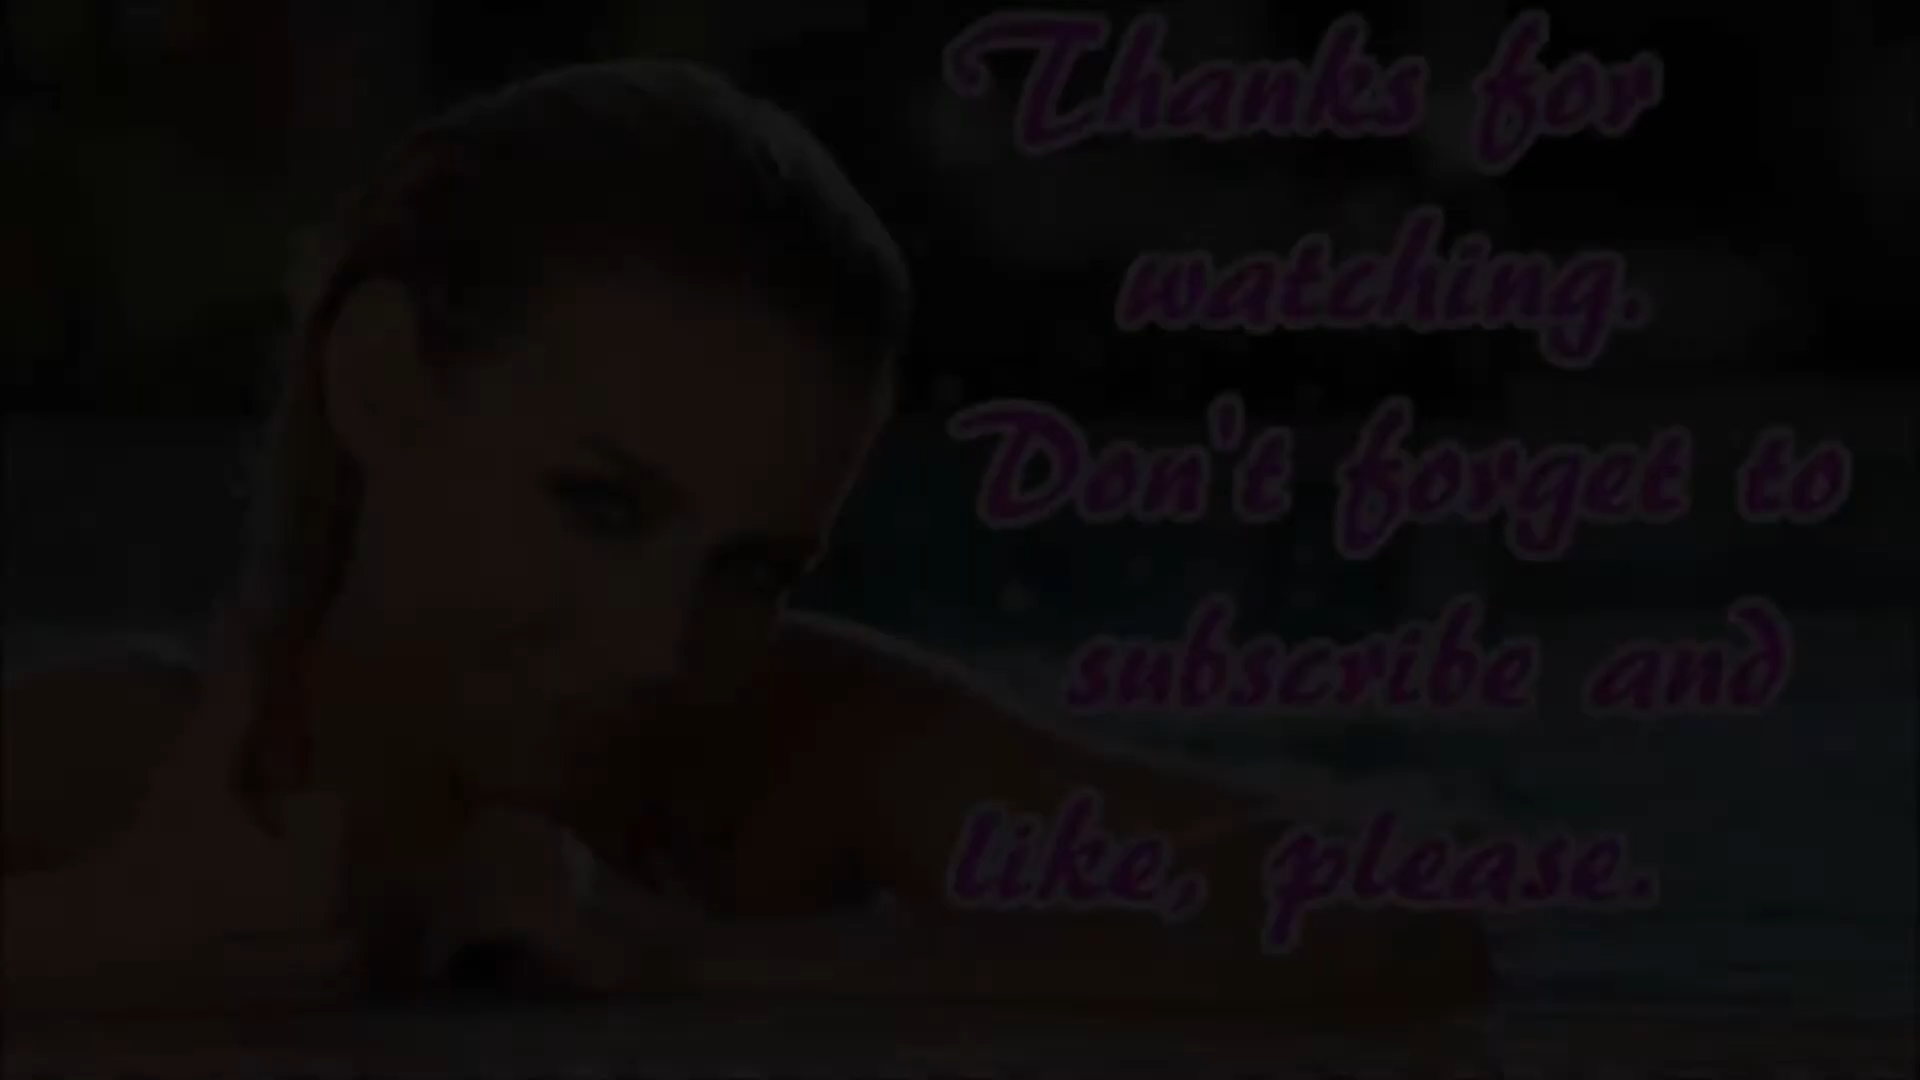 Thanks for
watching.
Don't forget to
subscribe and
like, please.